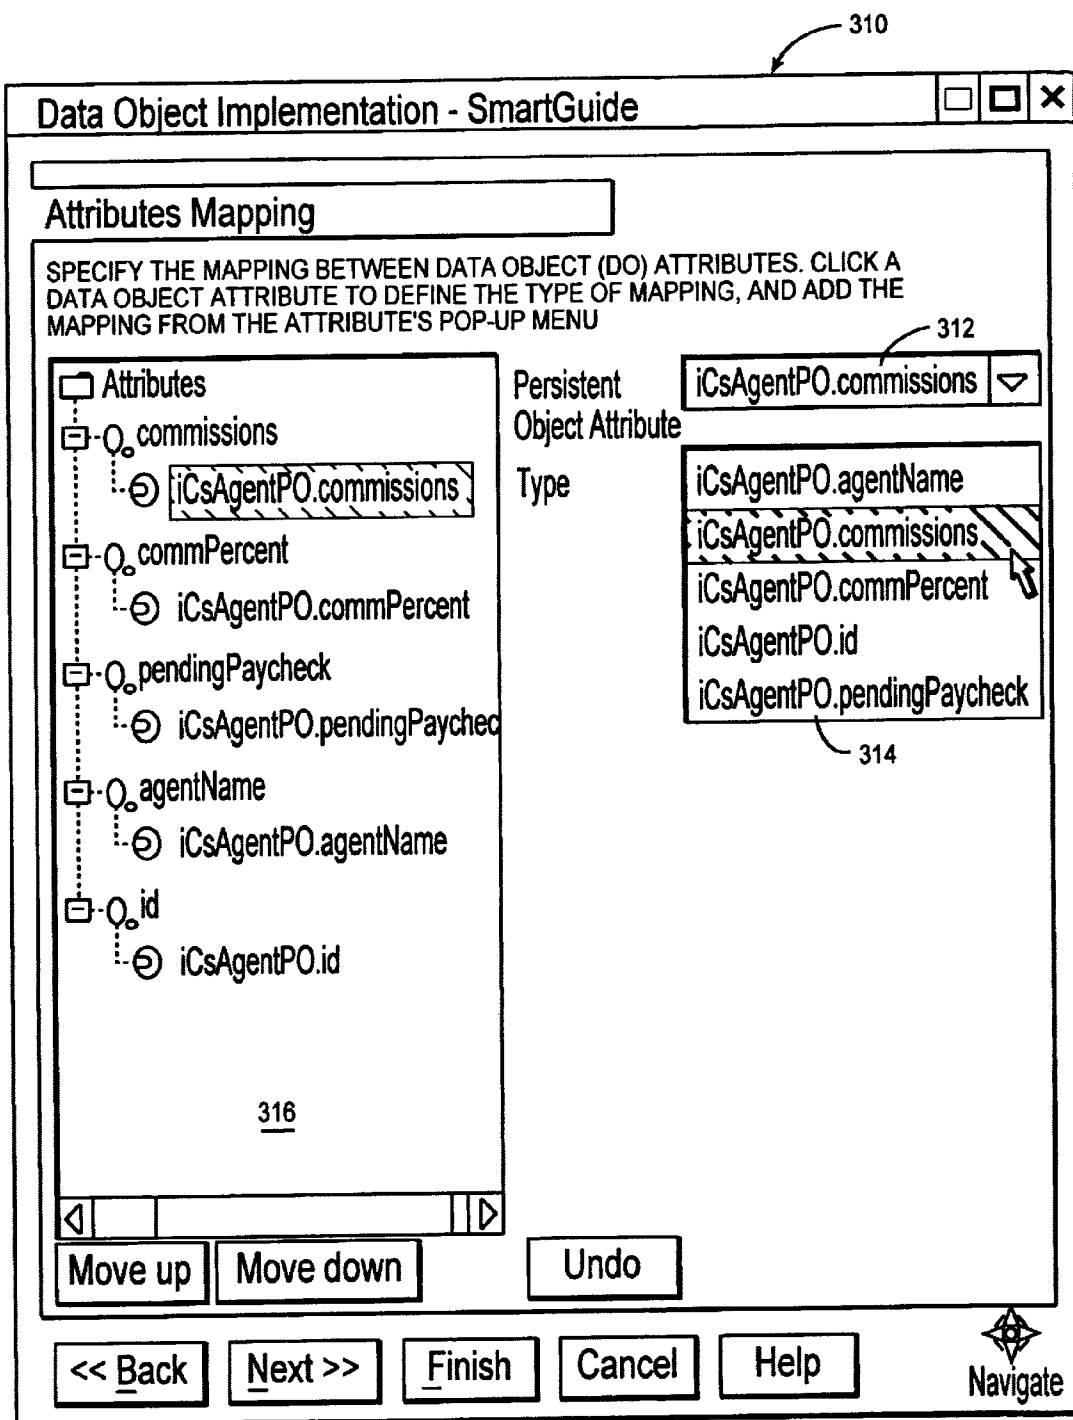 310
Data Object Implementation - SmartGuide
Attributes Mapping
SPECIFY THE MAPPING BETWEEN DATA OBJECT (DO) ATTRIBUTES. CLICK A
DATA OBJECT ATTRIBUTE TO DEFINE THE TYPE OF MAPPING, AND ADD THE
MAPPING FROM THE ATTRIBUTE'S POP-UP MENU
312
Attributes
commissions
iCsAgentPO.commissions
commPercent
iCsAgentPO.commPercent
pendingPaycheck
iCsAgentPO.pendingPaychec
agentName
iCsAgentPO.agentName
id
iCsAgentPO.id
316
Persistent
Object Attribute
iCsAgentPO.commissions
Type
iCsAgentPO.agentName
iCsAgentPO.commissions
iCsAgentPO.commPercent
iCsAgentPO.id
iCsAgentPO.pendingPaycheck
314
Move up
Move down
Undo
<< Back
Next >>
Finish
Cancel
Help
Navigate